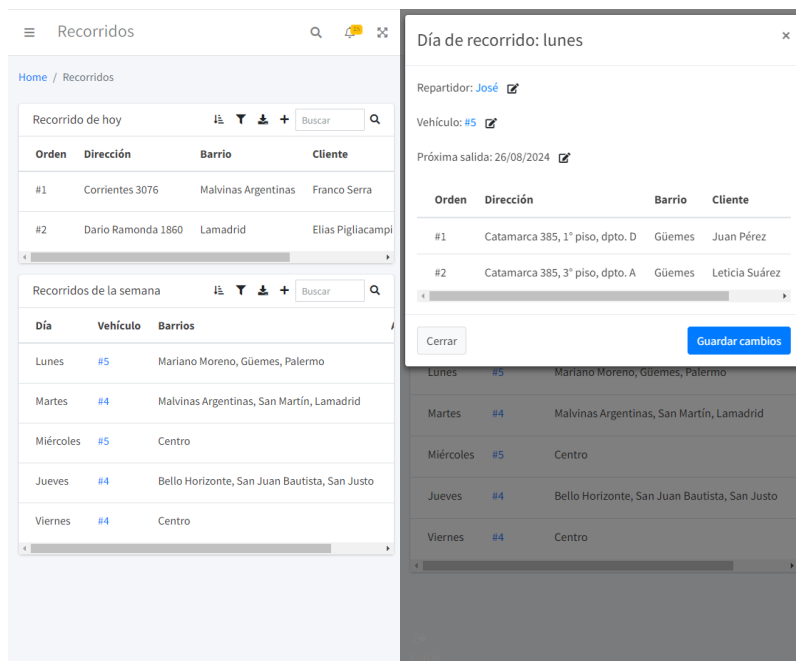 Recorridos
15
Home / Recorridos
Recorrido de hoy
Buscar
Orden Dirección Barrio Cliente
#1 Corrientes 3076 Malvinas Argentinas Franco Serra
#2 Dario Ramonda 1860 Lamadrid Elias Pigliacampi
Recorridos de la semana
Buscar
Día Vehículo Barrios
Lunes #5 Mariano Moreno, Güemes, Palermo
Martes #4 Malvinas Argentinas, San Martín, Lamadrid
Miércoles #5 Centro
Jueves #4 Bello Horizonte, San Juan Bautista, San Justo
Viernes #4 Centro
Día de recorrido: lunes
×
Repartidor: José
Vehículo: #5
Próxima salida: 26/08/2024
Orden Dirección Barrio Cliente
#1 Catamarca 385, 1° piso, dpto. D Güemes Juan Pérez
#2 Catamarca 385, 3° piso, dpto. A Güemes Leticia Suárez
Cerrar
Guardar cambios
Lunes #5 Mariano Moreno, Güemes, Palermo
Martes #4 Malvinas Argentinas, San Martín, Lamadrid
Miércoles #5 Centro
Jueves #4 Bello Horizonte, San Juan Bautista, San Justo
Viernes #4 Centro